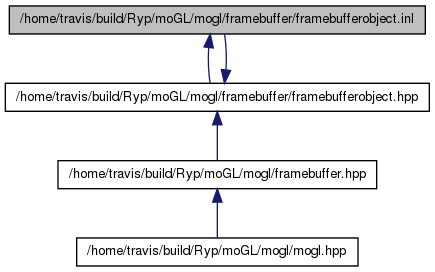 /home/travis/build/Ryp/moGL/mogl/framebuffer/framebufferobject.inl
/home/travis/build/Ryp/moGL/mogl/framebuffer/framebufferobject.hpp
/home/travis/build/Ryp/moGL/mogl/framebuffer.hpp
/home/travis/build/Ryp/moGL/mogl/mogl.hpp